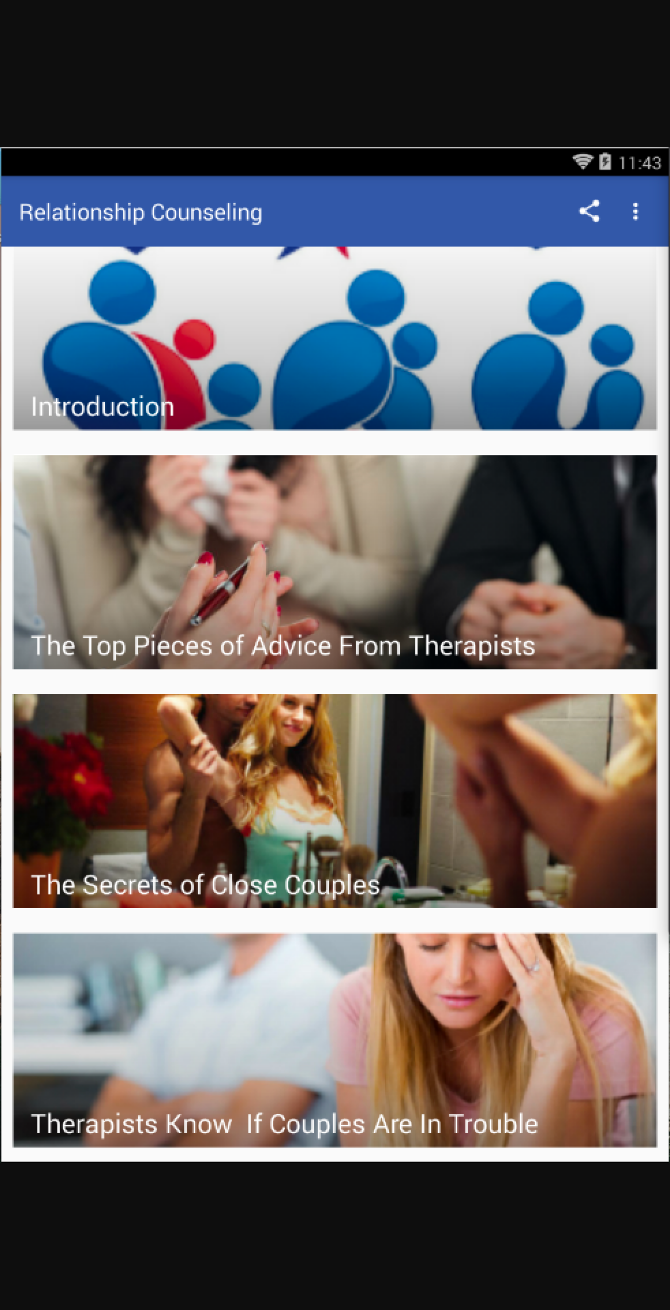 11:43
Relationship Counseling
Introduction
The Top Pieces of Advice From Therapists
The Secrets of Close Couples
Therapists Know  If Couples Are In Trouble